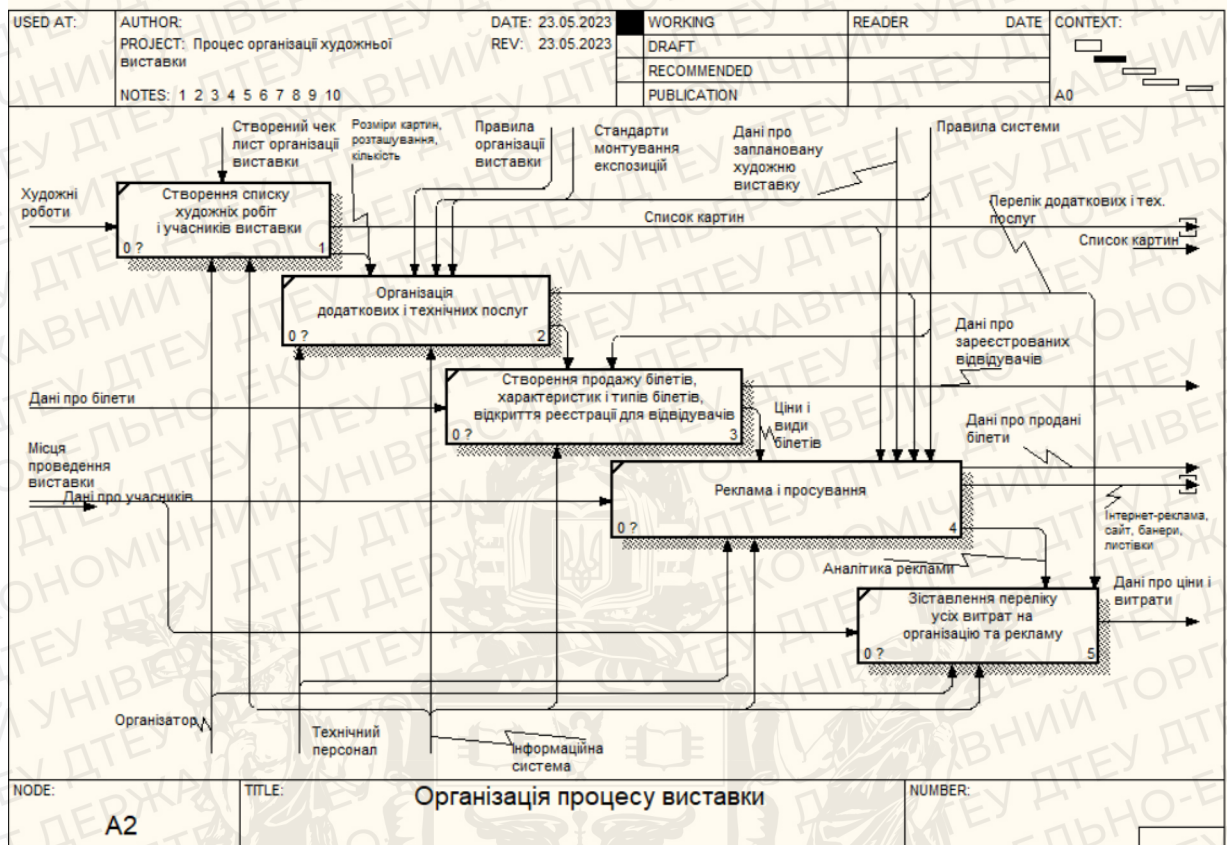 USED AT:
AUTHOR:
DATE: 23.05.2023
WORKING
READER
DATE
CONTEXT:
PROJECT: Процес організації художньої
виставки
REV: 23.05.2023
DRAFT
RECOMMENDED
NOTES: 1 2 3 4 5 6 7 8 9 10
PUBLICATION
A0
Створений чек
лист організації
виставки
Розміри картин,
розташування,
кількість
Правила
організації
виставки
Стандарти
монтування
експозицій
Дані про
заплановану
художню
виставку
Правила системи
Художні
роботи
Створення списку
художніх робіт
і учасників виставки
0 ?
1
Список картин
Перелік додаткових і тех.
послуг
Список картин
Організація
додаткових і технічних послуг
0 ?
2
Дані про
зареєстрованих
відвідувачів
Дані про білети
Створення продажу білетів,
характеристик і типів білетів,
відкриття реєстрації для відвідувачів
0 ?
3
Ціни і
види
білетів
Дані про продані
білети
Місця
проведення
виставки
Дані про учасників
Реклама і просування
0 ?
4
Інтернет-реклама,
сайт, банери,
листівки
Аналітика реклами
Дані про ціни і
витрати
Зіставлення переліку
усіх витрат на
організацію та рекламу
0 ?
5
Організатор
Технічний
персонал
Інформаційна
система
NODE:
TITLE:
Організація процесу виставки
NUMBER:
A2